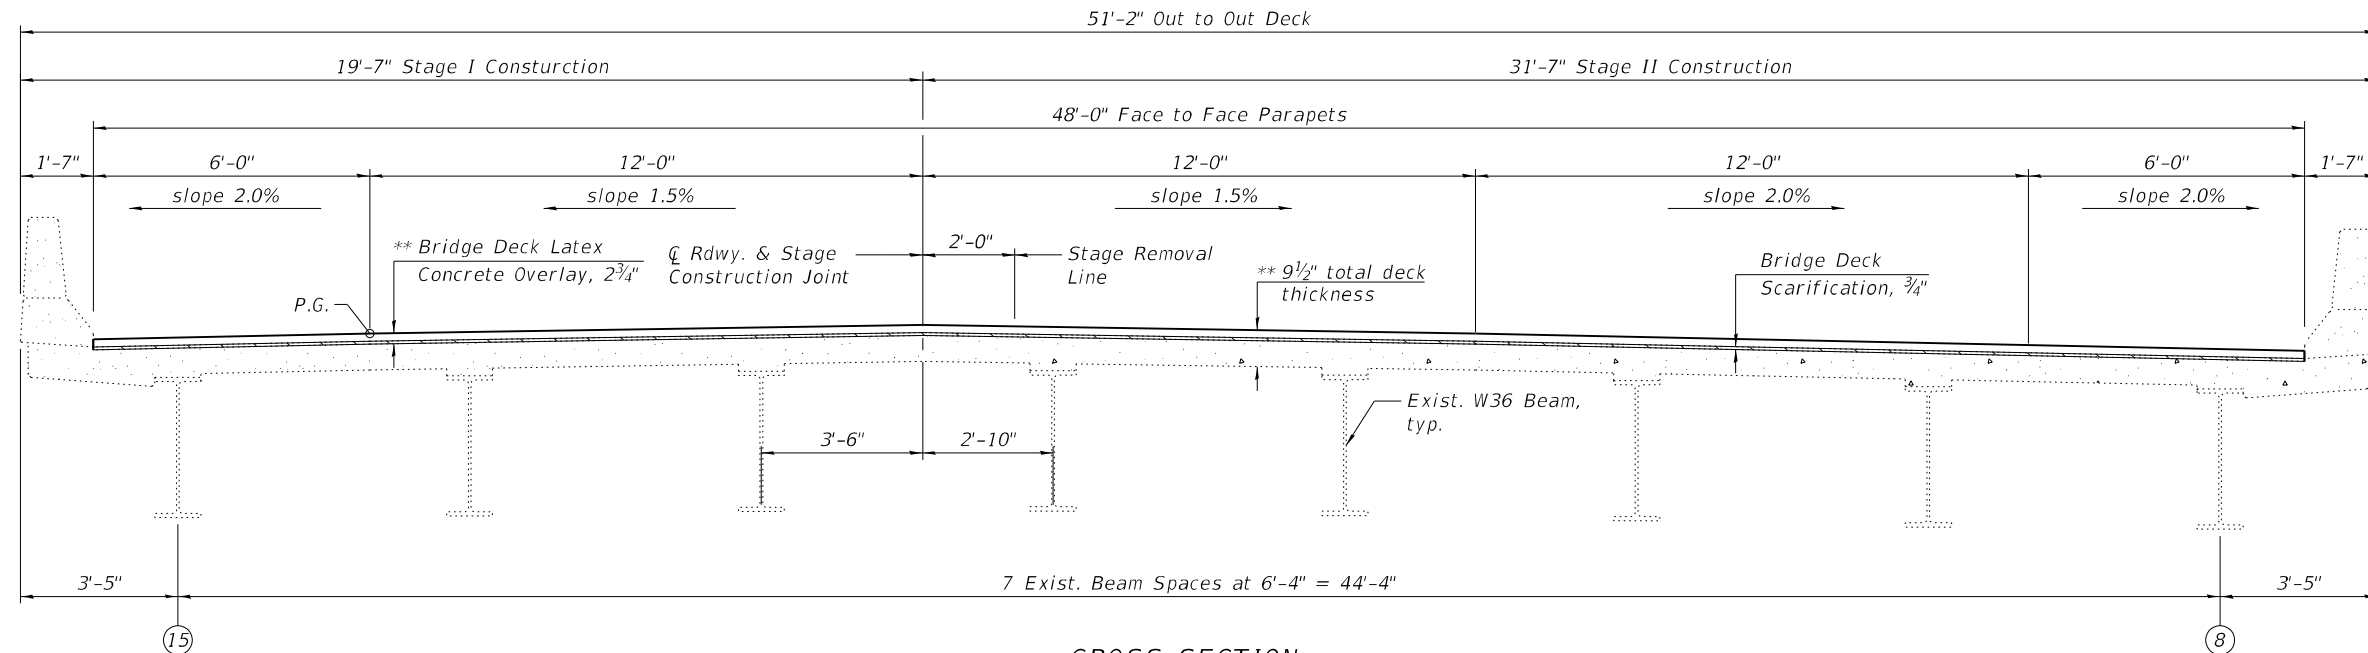 51'-2" Out to Out Deck
19'-7" Stage I Consturction
31'-7" Stage II Construction
48'-0" Face to Face Parapets
1'-7"
6'-0"
12'-0"
12'-0"
12'-0"
6'-0"
1'-7"
slope 2.0%
slope 1.5%
slope 1.5%
slope 2.0%
slope 2.0%
** Bridge Deck Latex
Concrete Overlay, 2¾"
℄ Rdwy. & Stage
Construction Joint
2'-0"
Stage Removal
Line
** 9½" total deck
thickness
Bridge Deck
Scarification, ¾"
P.G.
Exist. W36 Beam,
typ.
3'-6"
2'-10"
3'-5"
7 Exist. Beam Spaces at 6'-4" = 44'-4"
3'-5"
15
8
CROSS SECTION